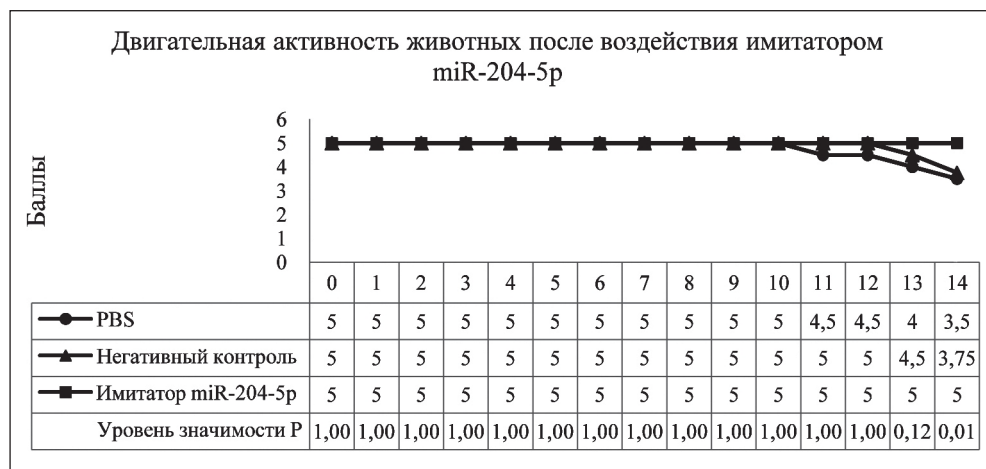 Двигательная активность животных после воздействия имитатором
miR-204-5p
Баллы
6
5
4
3
2
1
0
0 1 2 3 4 5 6 7 8 9 10 11 12 13 14
PBS 5 5 5 5 5 5 5 5 5 5 5 4,5 4,5 4 3,5
Негативный контроль 5 5 5 5 5 5 5 5 5 5 5 5 5 4,5 3,75
Имитатор miR-204-5p 5 5 5 5 5 5 5 5 5 5 5 5 5 5 5
Уровень значимости P 1,00 1,00 1,00 1,00 1,00 1,00 1,00 1,00 1,00 1,00 1,00 1,00 1,00 0,12 0,01